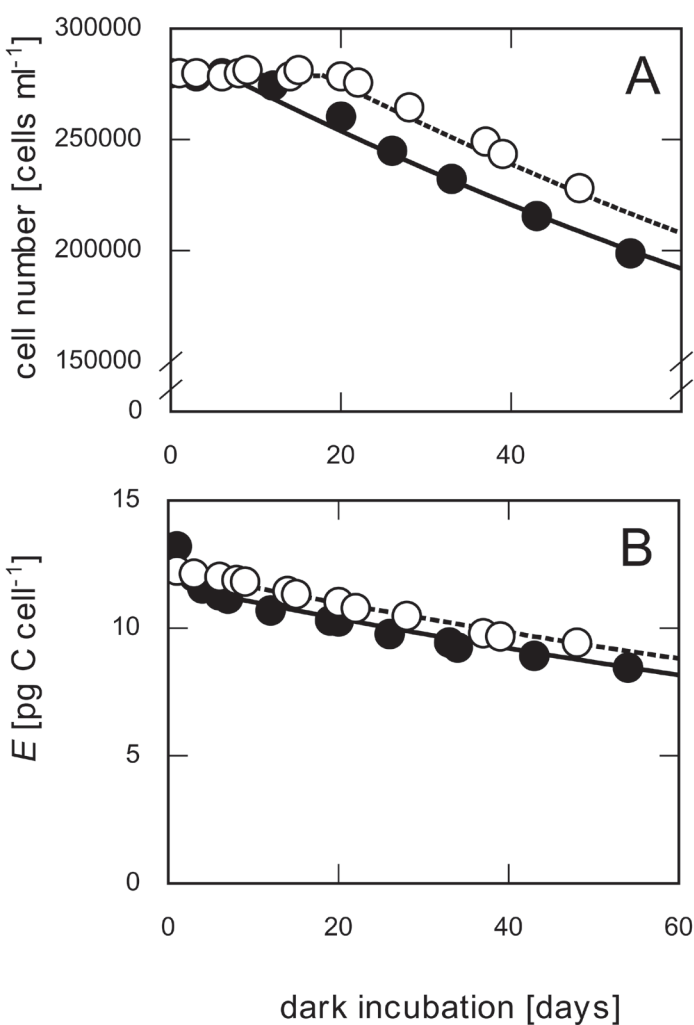 300000
A
cell number [cells ml-1]
250000
200000
150000
0
0 20 40
15
B
E [pg C cell-1]
10
5
0
0 20 40 60
dark incubation [days]